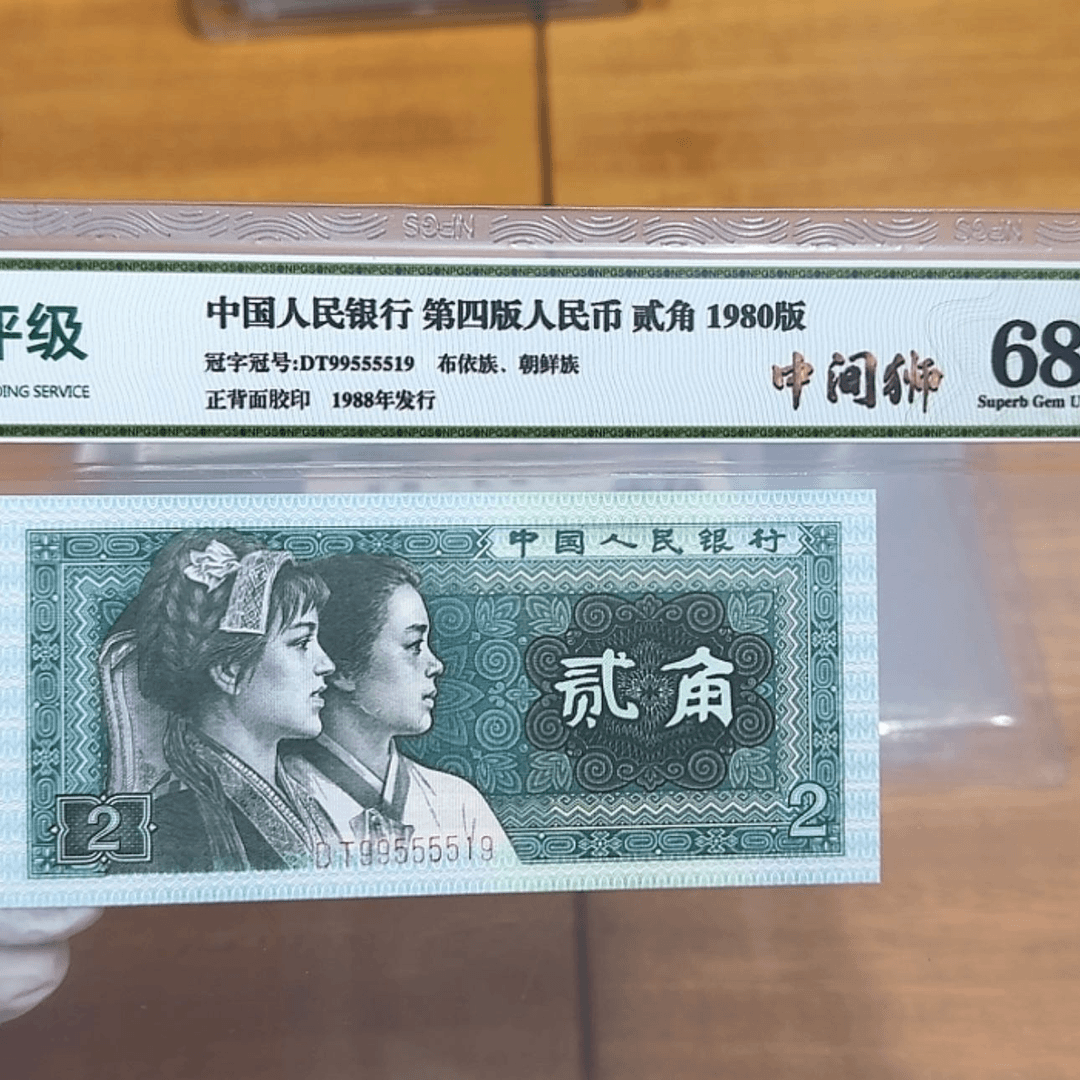 NPGS NPGS
中国人民银行 第四版人民币 贰角 1980版
评级
冠字冠号:DT99555519 布依族、朝鲜族
正背面胶印 1988年发行
中间狮
68
Superb Gem U
DING SERVICE
中国人民银行
贰角
2
2
DT99555519